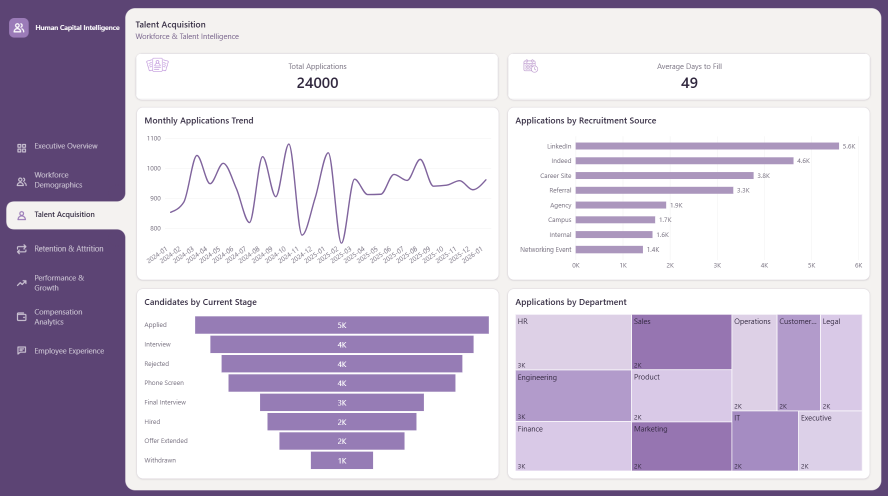 Human Capital Intelligence
Executive Overview
Workforce
Demographics
Talent Acquisition
Retention & Attrition
Performance &
Growth
Compensation
Analytics
Employee Experience
Talent Acquisition
Workforce & Talent Intelligence
Total Applications
24000
Average Days to Fill
49
Monthly Applications Trend
1100
1000
900
800
2024-01 2024-02 2024-03 2024-04 2024-05 2024-06 2024-07 2024-08 2024-09 2024-10 2024-11 2024-12 2025-01 2025-02 2025-03 2025-04 2025-05 2025-06 2025-07 2025-08 2025-09 2025-10 2025-11 2025-12 2026-01
Applications by Recruitment Source
LinkedIn 5.6K
Indeed 4.6K
Career Site 3.8K
Referral 3.3K
Agency 1.9K
Campus 1.7K
Internal 1.6K
Networking Event 1.4K
0K 1K 2K 3K 4K 5K 6K
Candidates by Current Stage
Applied 5K
Interview 4K
Rejected 4K
Phone Screen 4K
Final Interview 3K
Hired 2K
Offer Extended 2K
Withdrawn 1K
Applications by Department
HR
3K
Engineering
3K
Finance
3K
Sales
2K
Product
2K
Marketing
2K
Operations
2K
Customer...
2K
Legal
2K
IT
2K
Executive
2K